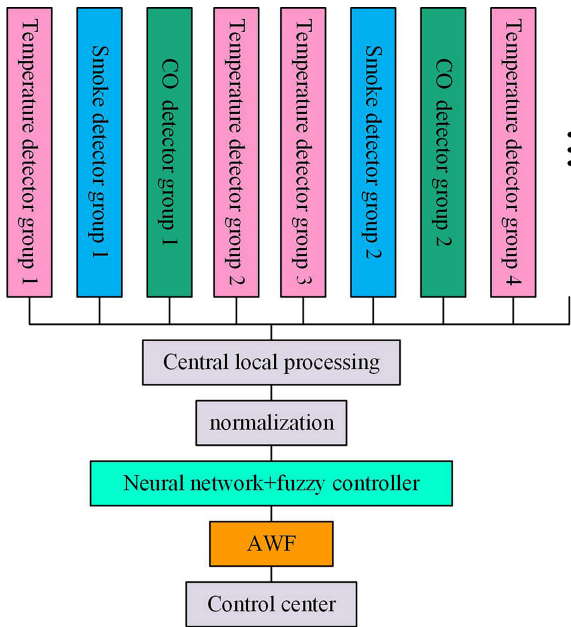 Temperature detector group 1
Smoke detector group 1
CO detector group 1
Temperature detector group 2
Temperature detector group 3
Smoke detector group 2
CO detector group 2
Temperature detector group 4
Central local processing
normalization
Neural network+fuzzy controller
AWF
Control center